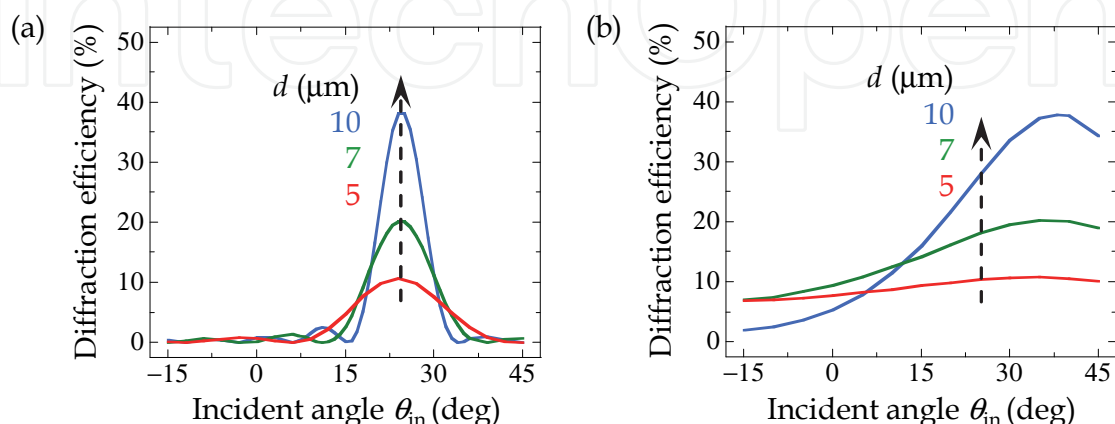 IntechOpen
(a)
Diffraction efficiency (%)
50
40
30
20
10
0
d (μm)
10
7
5
−15 0 15 30 45
Incident angle θin (deg)
(b)
Diffraction efficiency (%)
50
40
30
20
10
0
d (μm)
10
7
5
−15 0 15 30 45
Incident angle θin (deg)